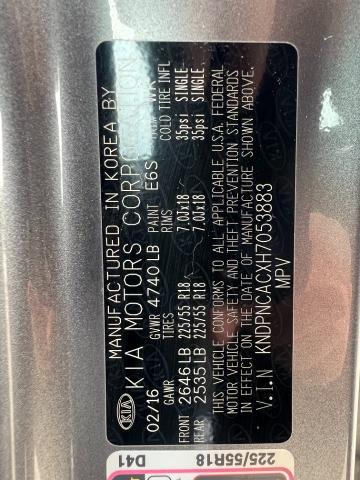 MANUFACTURED IN KOREA BY
KIA KIA MOTORS CORPORATION
02/16 GVWR 4740LB PAINT E6S WK
GAWR TIRES COLD TIRE INFL
FRONT 2646LB 225/55 R18 7.0Jx18 35psi SINGLE
REAR 2535LB 225/55 R18 7.0Jx18 35psi SINGLE
THIS VEHICLE CONFORMS TO ALL APPLICABLE U.S.A. FEDERAL
MOTOR VEHICLE SAFETY AND THEFT PREVENTION STANDARDS
IN EFFECT ON THE DATE OF MANUFACTURE SHOWN ABOVE.
V.I.N KNDPNCACXH7053883
MPV
D41 225/55R18